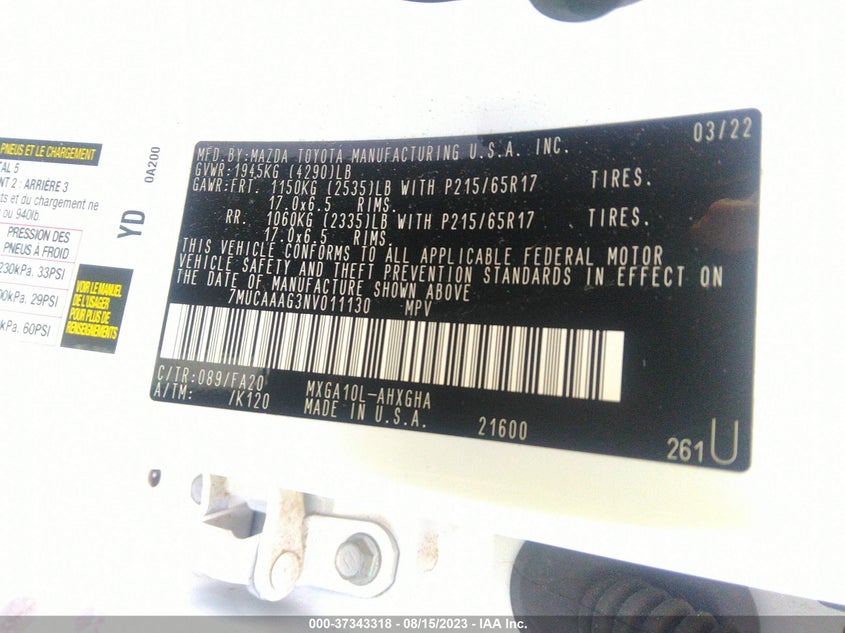 PNEUS ET LE CHARGEMENT
AL 5
NT 2 : ARRIÈRE 3
ts et du chargement ne
ou 940lb.
PRESSION DES
PNEUS À FROID
230kPa. 33PSI
00kPa. 29PSI
kPa. 60PSI
VOIR LE MANUEL
DE L'USAGER
POUR PLUS DE
RENSEIGNEMENTS
YD
0A200
03/22
MFD.BY:MAZDA TOYOTA MANUFACTURING U.S.A. INC.
GVWR:1945KG (4290)LB
GAWR:FRT. 1150KG (2535)LB WITH P215/65R17 TIRES.
17.0x6.5 RIMS.
RR. 1060KG (2335)LB WITH P215/65R17 TIRES.
17.0x6.5 RIMS.
THIS VEHICLE CONFORMS TO ALL APPLICABLE FEDERAL MOTOR
VEHICLE SAFETY AND THEFT PREVENTION STANDARDS IN EFFECT ON
THE DATE OF MANUFACTURE SHOWN ABOVE
7MUCAAAG3NV011130 MPV
C/TR:089/FA20 MXGA10L-AHXGHA
A/TM: /K120 MADE IN U.S.A.
21600
261U
000-37343318 - 08/15/2023 - IAA Inc.